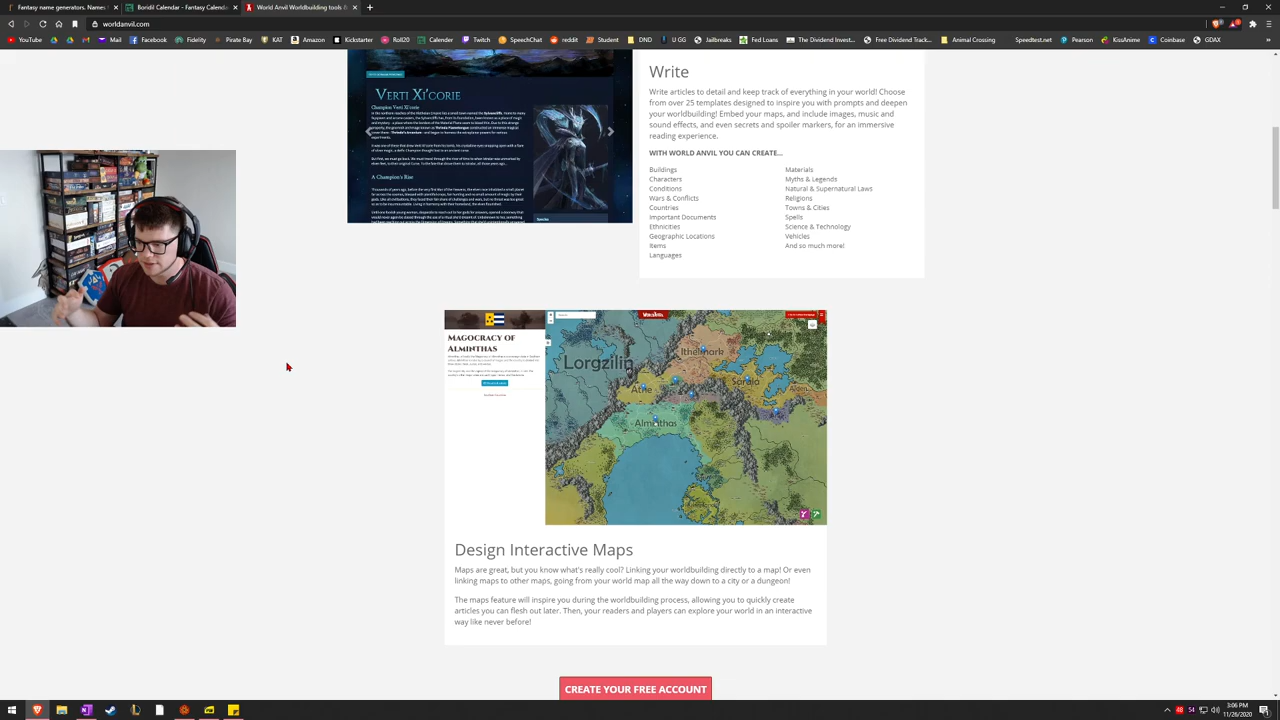 Fantasy name generators. Names
Boridil Calendar - Fantasy Calenda
World Anvil Worldbuilding tools &
worldanvil.com
YouTube
Mail
Facebook
Fidelity
Pirate Bay
KAT
Amazon
Kickstarter
Roll20
Calender
Twitch
SpeechChat
reddit
Student
DND
U GG
Jailbreaks
Fed Loans
The Dividend Invest...
Free Dividend Track...
Animal Crossing
Speedtest.net
Pearson
KissAnime
Coinbase
GDAX
Verti Xi'corie
Champion Verti Xi'corie
A Champion's Rise
Species
Write
Write articles to detail and keep track of everything in your world! Choose
from over 25 templates designed to inspire you with prompts and deepen
your worldbuilding! Embed your maps, and include images, music and
sound effects, and even secrets and spoiler markers, for an immersive
reading experience.
WITH WORLD ANVIL YOU CAN CREATE...
Buildings
Characters
Conditions
Wars & Conflicts
Countries
Important Documents
Ethnicities
Geographic Locations
Items
Languages
Materials
Myths & Legends
Natural & Supernatural Laws
Religions
Towns & Cities
Spells
Science & Technology
Vehicles
And so much more!
Magocracy of
Alminthas
Ithelmark
Alminthas
Design Interactive Maps
Maps are great, but you know what's really cool? Linking your worldbuilding directly to a map! Or even
linking maps to other maps, going from your world map all the way down to a city or a dungeon!
The maps feature will inspire you during the worldbuilding process, allowing you to quickly create
articles you can flesh out later. Then, your readers and players can explore your world in an interactive
way like never before!
CREATE YOUR FREE ACCOUNT
48
54
3:06 PM
11/26/2020